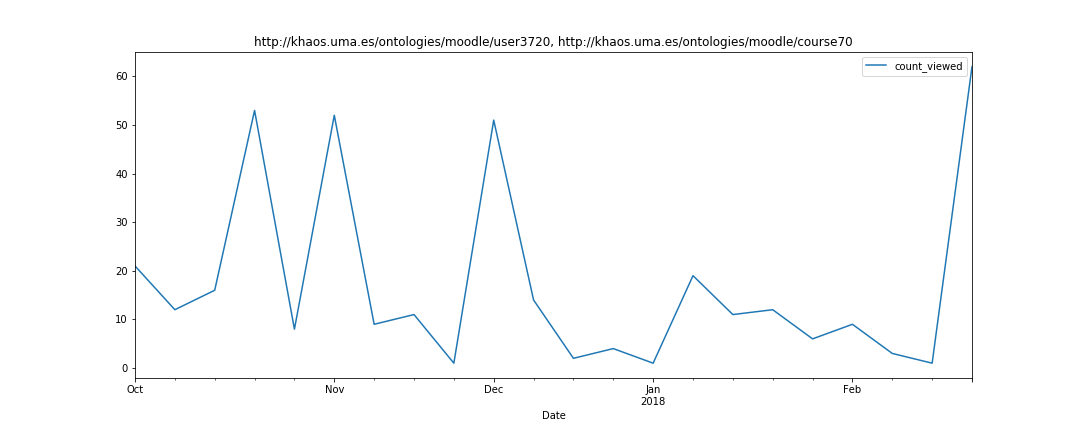 http://khaos.uma.es/ontologies/moodle/user3720, http://khaos.uma.es/ontologies/moodle/course70
count_viewed
60
50
40
30
20
10
0
Oct Nov Dec Jan Feb
2018
Date